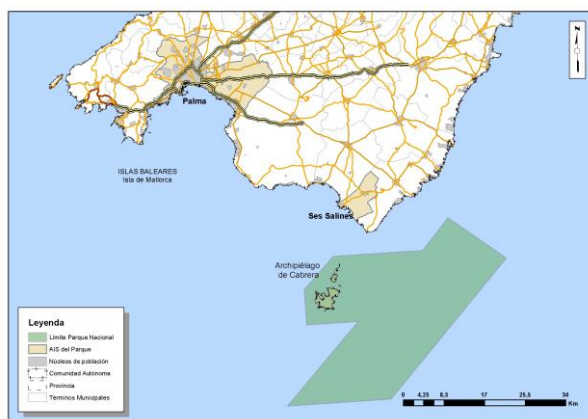 N
Palma
ISLAS BALEARES
Isla de Mallorca
Ses Salines
Archipiélago
de Cabrera
Leyenda
Limite Parque Nacional
AIS del Parque
Núcleos de población
Comunidad Autónoma
Provincia
Términos Municipales
0 4,25 8,5 17 25,5 34
Km